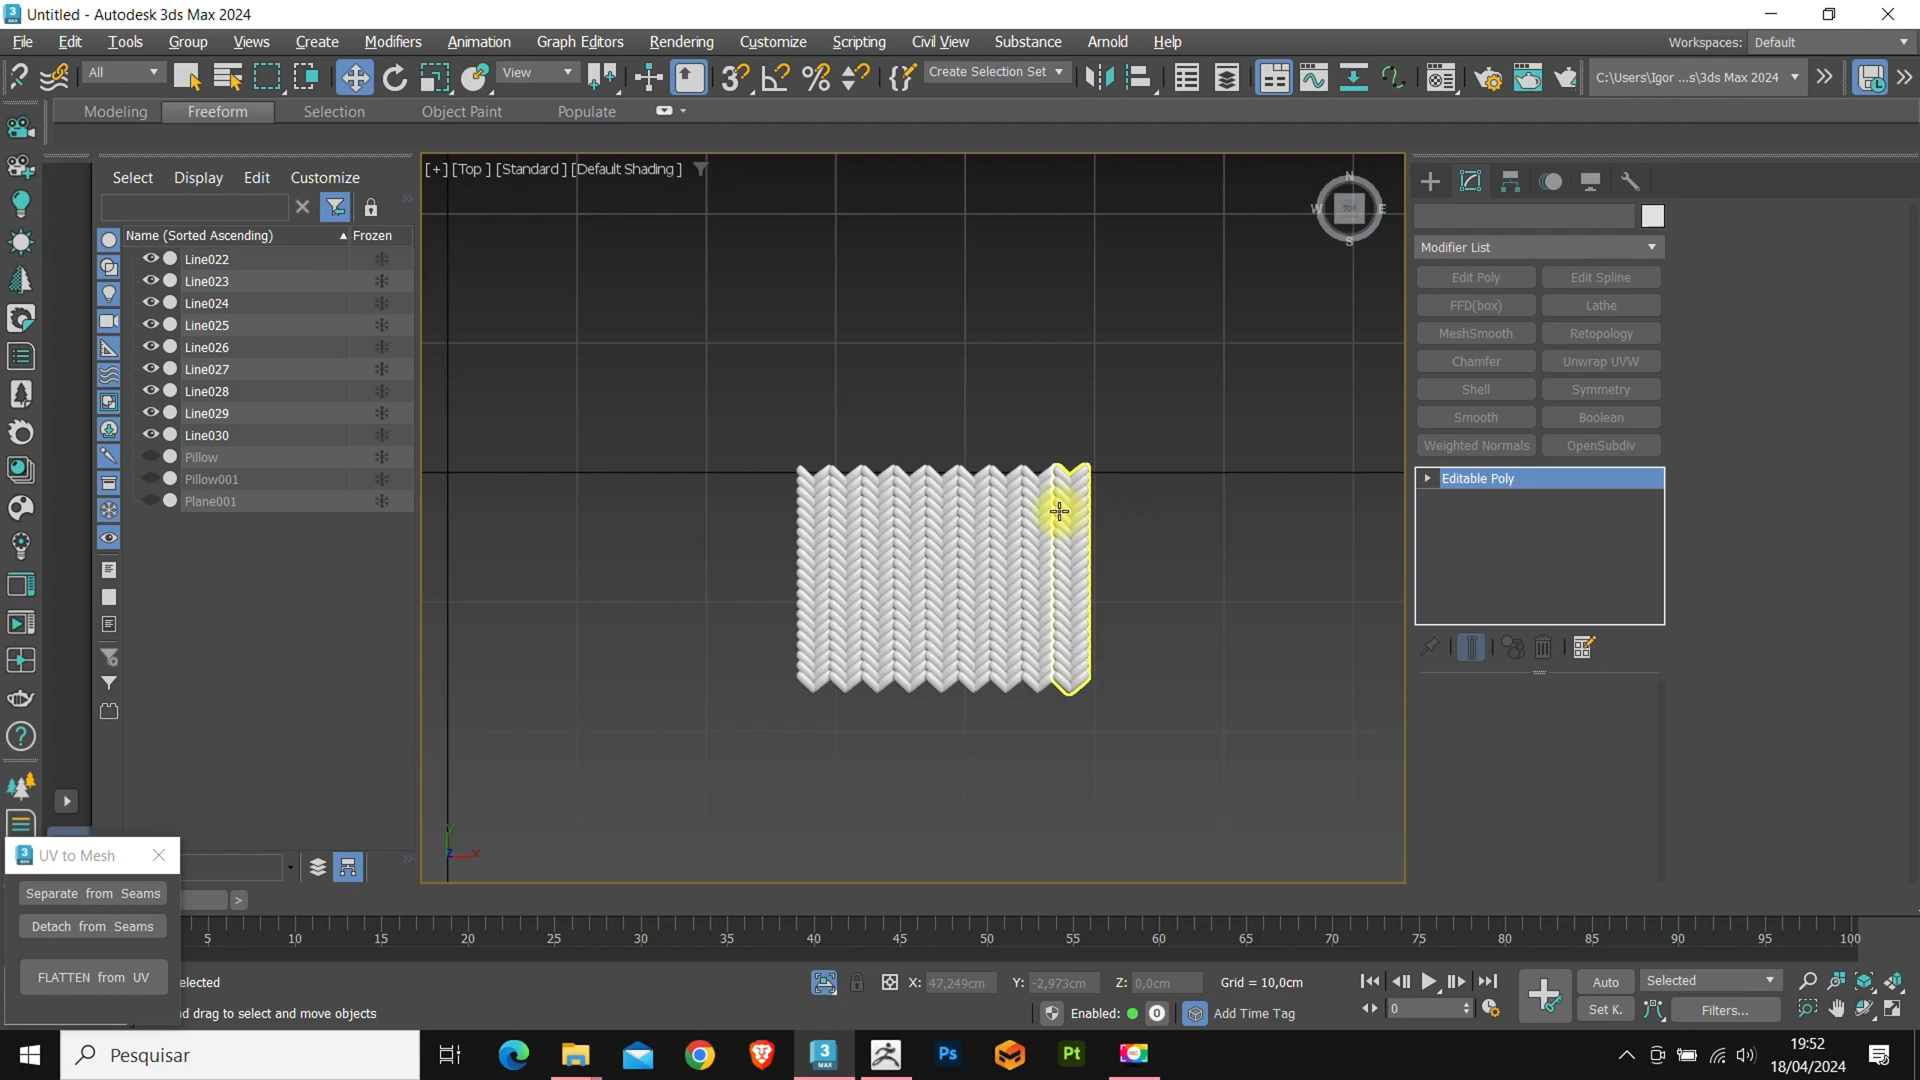 Untitled - Autodesk 3ds Max 2024
File Edit Tools Group Views Create Modifiers Animation Graph Editors Rendering Customize Scripting Civil View Substance Arnold Help
Workspaces: Default
All
View
Create Selection Set
C:\Users\Igor ...s\3ds Max 2024
Modeling Freeform Selection Object Paint Populate
Select Display Edit Customize
[+] [Top ] [Standard ] [Default Shading ]
N
W TOP E
S
Modifier List
Name (Sorted Ascending) Frozen
Line022
Line023
Line024
Line025
Line026
Line027
Line028
Line029
Line030
Pillow
Pillow001
Plane001
Edit Poly Edit Spline
FFD(box) Lathe
MeshSmooth Retopology
Chamfer Unwrap UVW
Shell Symmetry
Smooth Boolean
Weighted Normals OpenSubdiv
Editable Poly
y
z x
UV to Mesh
Separate from Seams
Detach from Seams
FLATTEN from UV
>
5 10 15 20 25 30 35 40 45 50 55 60 65 70 75 80 85 90 95 100
elected
X: 47,249cm Y: -2,973cm Z: 0,0cm Grid = 10,0cm
Auto Selected
d drag to select and move objects
Enabled: 0 Add Time Tag
0
Set K. Filters...
Pesquisar
3 MAX
Ps
Pt
REC
19:52
18/04/2024